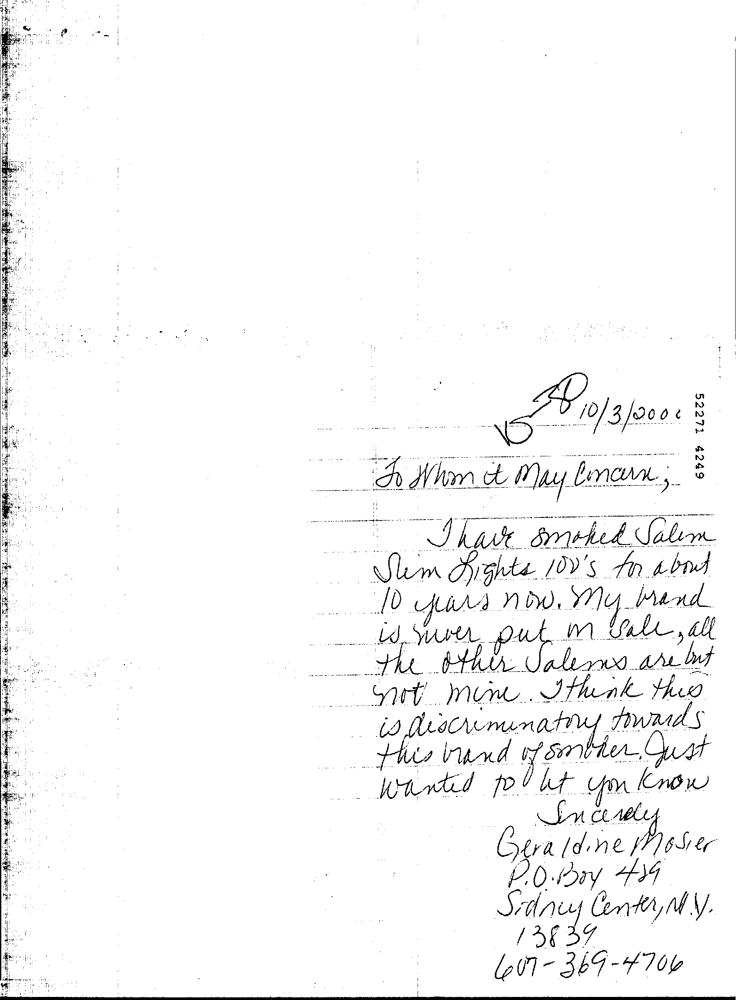 10/3/200
52271 4249
To Whom it May Concern,
I have smoked Salem
Slim Lights 100's for about
10 years now. My brand
is never put on sale, all
the other Salems are but
not mine. I think this
is discriminatory towards
this brand of smoker. Just
wanted to let you know
Sincerely
Geraldine Mosier
P.O. Box
Sidney Center, N.Y.
13839
607-369-4706